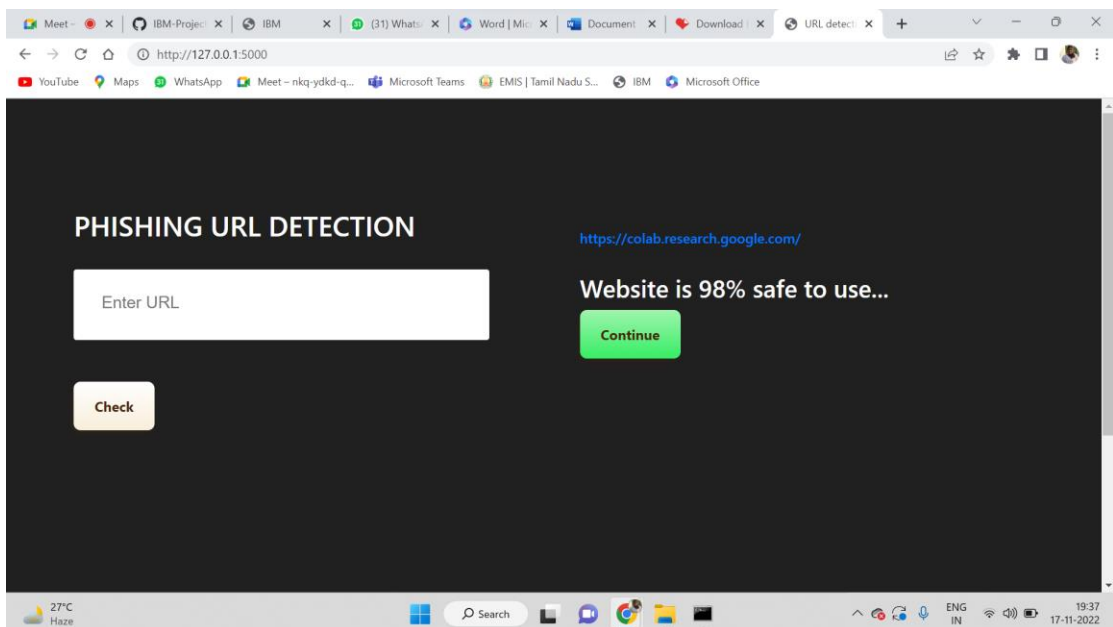 Meet -
IBM-Project
IBM
(31) Whats
Word | Mic
Document
Download
URL detecti
http://127.0.0.1:5000
YouTube
Maps
WhatsApp
Meet – nkq-ydkd-q...
Microsoft Teams
EMIS | Tamil Nadu S...
IBM
Microsoft Office
PHISHING URL DETECTION
Enter URL
Check
https://colab.research.google.com/
Website is 98% safe to use...
Continue
27°C
Haze
Search
ENG
IN
19:37
17-11-2022